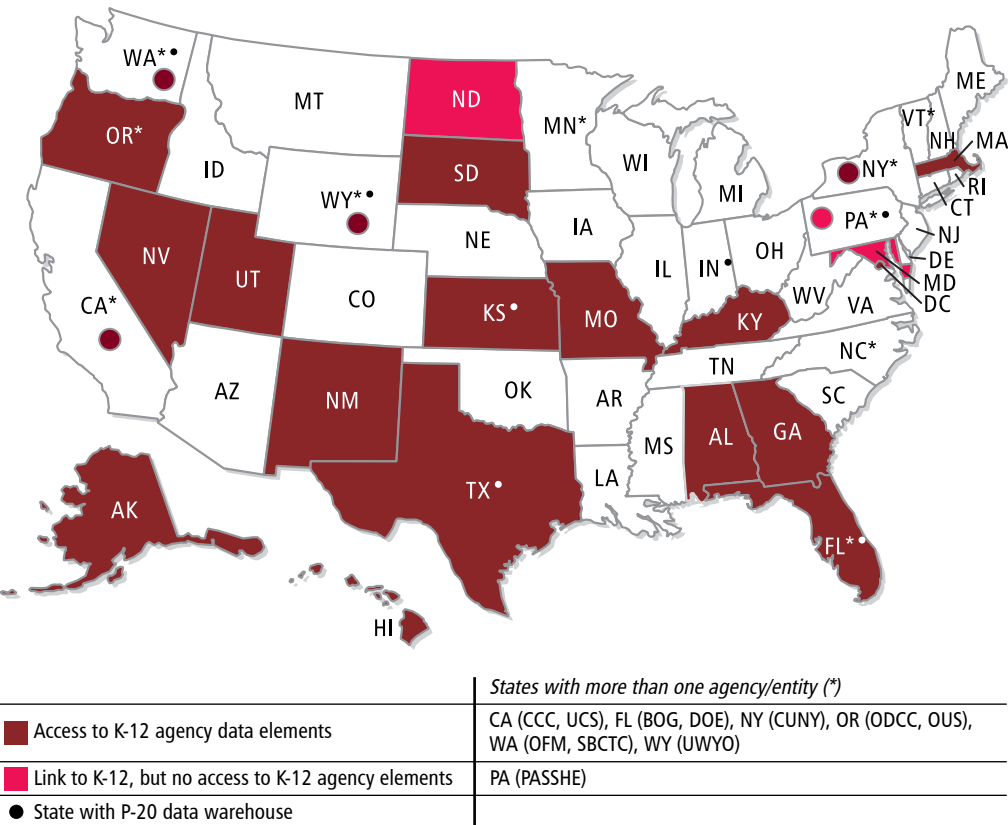 WA*•
ME
MT
ND
VT*
MN*
OR*
NH
MA
ID
WI
SD
NY*
RI
WY*•
MI
CT
PA*•
NJ
IA
NE
OH
NV
IL
IN•
DE
UT
MD
CA*
CO
WV
DC
VA
KS•
MO
KY
NC*
TN
AZ
OK
NM
AR
SC
MS
AL
GA
LA
TX•
AK
FL*•
HI
States with more than one agency/entity (*)
Access to K-12 agency data elements
CA (CCC, UCS), FL (BOG, DOE), NY (CUNY), OR (ODCC, OUS),
WA (OFM, SBCTC), WY (UWYO)
Link to K-12, but no access to K-12 agency elements
PA (PASSHE)
State with P-20 data warehouse